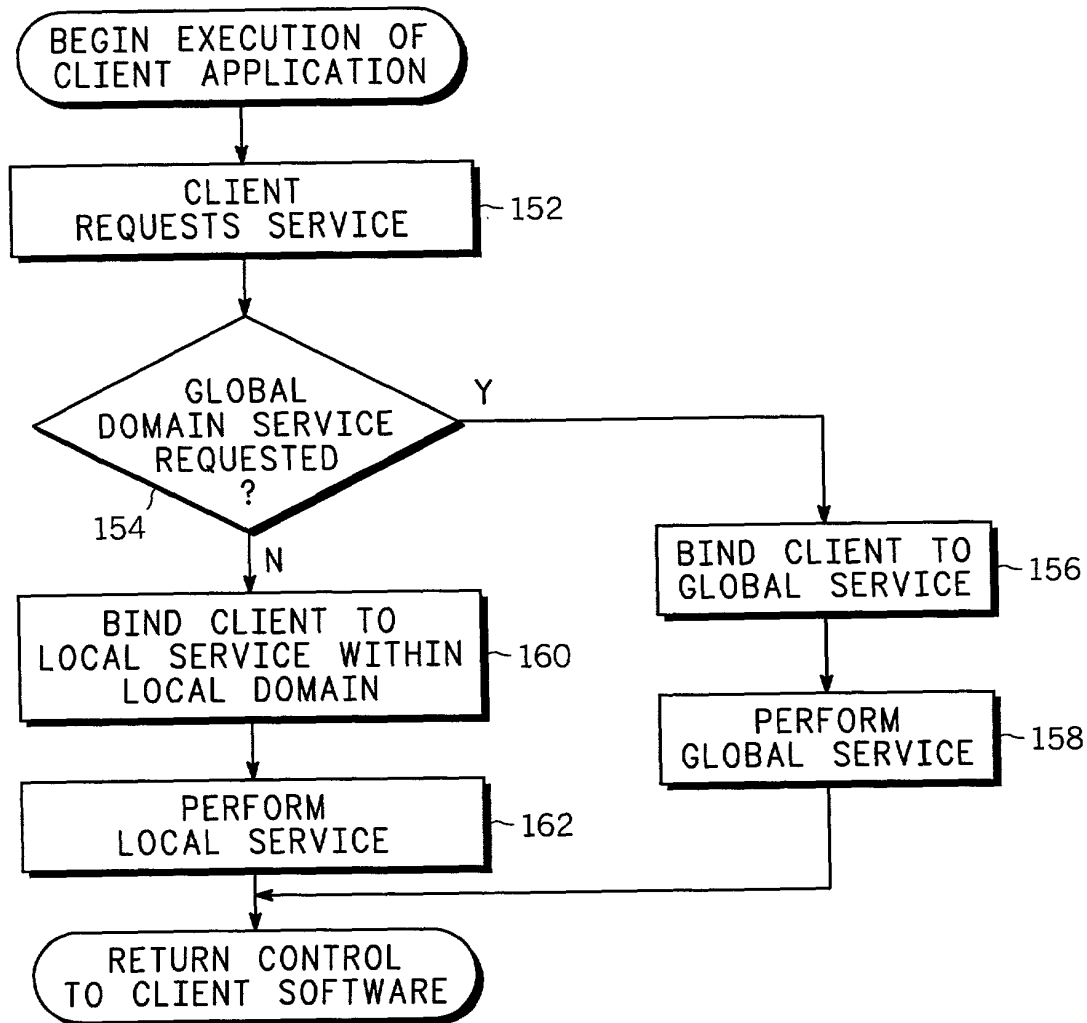 BEGIN EXECUTION OF
CLIENT APPLICATION
CLIENT
REQUESTS SERVICE
152
GLOBAL
DOMAIN SERVICE
REQUESTED
?
154
Y
N
BIND CLIENT TO
GLOBAL SERVICE
156
BIND CLIENT TO
LOCAL SERVICE WITHIN
LOCAL DOMAIN
160
PERFORM
GLOBAL SERVICE
158
PERFORM
LOCAL SERVICE
162
RETURN CONTROL
TO CLIENT SOFTWARE